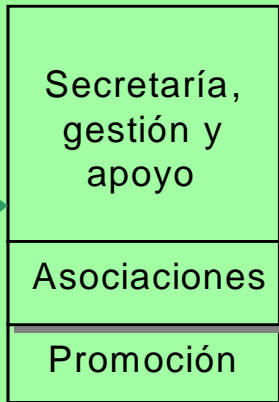 Secretaría,
gestión y
apoyo
Asociaciones
Promoción